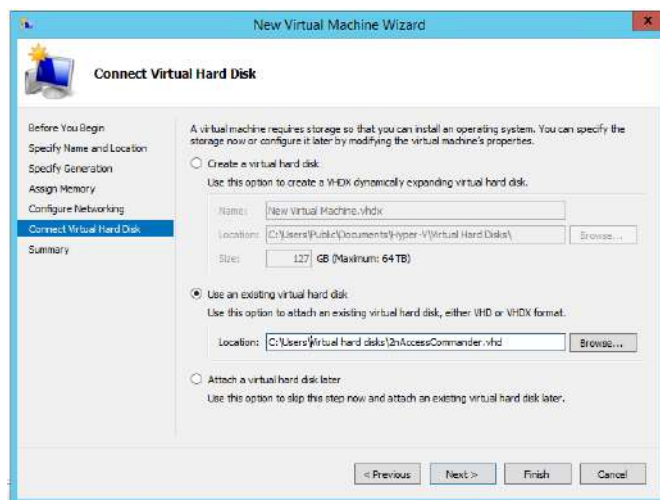 New Virtual Machine Wizard
x
Connect Virtual Hard Disk
Before You Begin
Specify Name and Location
Specify Generation
Assign Memory
Configure Networking
Connect Virtual Hard Disk
Summary
A virtual machine requires storage so that you can install an operating system. You can specify the
storage now or configure it later by modifying the virtual machine's properties.
Create a virtual hard disk
Use this option to create a VHDX dynamically expanding virtual hard disk.
Name: New Virtual Machine.vhdx
Location: C:\Users\Public\Documents\Hyper-V\Virtual Hard Disks\ Browse...
Size: 127 GB (Maximum: 64 TB)
Use an existing virtual hard disk
Use this option to attach an existing virtual hard disk, either VHD or VHDX format.
Location: C:\Users\Virtual hard disks\2nAccessCommander.vhd Browse...
Attach a virtual hard disk later
Use this option to skip this step now and attach an existing virtual hard disk later.
< Previous Next > Finish Cancel